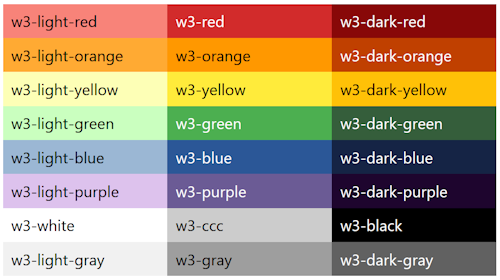 w3-light-red w3-red w3-dark-red
w3-light-orange w3-orange w3-dark-orange
w3-light-yellow w3-yellow w3-dark-yellow
w3-light-green w3-green w3-dark-green
w3-light-blue w3-blue w3-dark-blue
w3-light-purple w3-purple w3-dark-purple
w3-white w3-ccc w3-black
w3-light-gray w3-gray w3-dark-gray